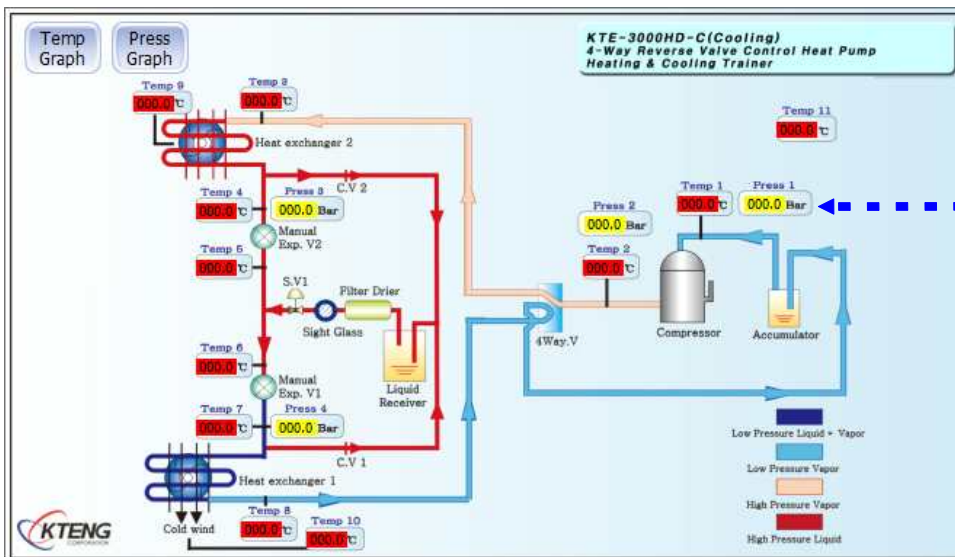 Temp
Graph
Press
Graph
KTE-3000HD-C(Cooling)
4-Way Reverse Valve Control Heat Pump
Heating & Cooling Trainer
Temp 9
000.0 ℃
Temp 3
000.0 ℃
Temp 11
000.0 ℃
Heat exchanger 2
C.V 2
Temp 4
000.0 ℃
Press 3
000.0 Bar
Manual
Exp. V2
Temp 5
000.0 ℃
Temp 1
000.0 ℃
Press 1
000.0 Bar
Press 2
000.0 Bar
Temp 2
000.0 ℃
S.V1
Filter Drier
Sight Glass
4Way.V
Compressor
Accumulator
Temp 6
000.0 ℃
Manual
Exp. V1
Liquid
Receiver
Temp 7
000.0 ℃
Press 4
000.0 Bar
C.V 1
Heat exchanger 1
Low Pressure Liquid + Vapor
Low Pressure Vapor
High Pressure Vapor
High Pressure Liquid
Cold wind
Temp 8
000.0 ℃
Temp 10
000.0 ℃
KTENG
CORPORATION